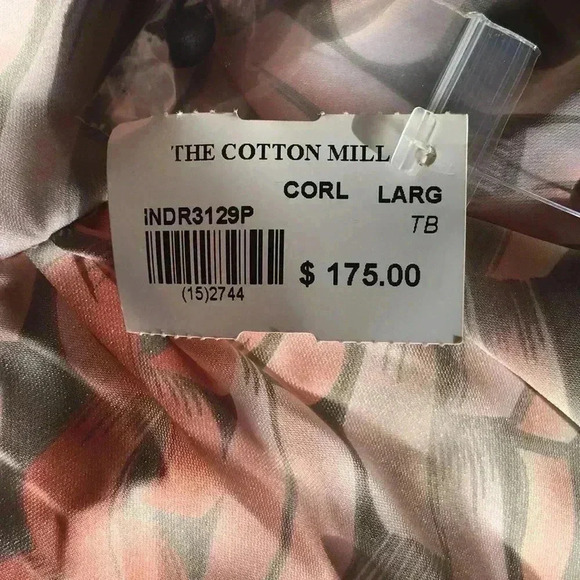 THE COTTON MILL
CORL LARG
INDR3129P TB
$ 175.00
(15)2744